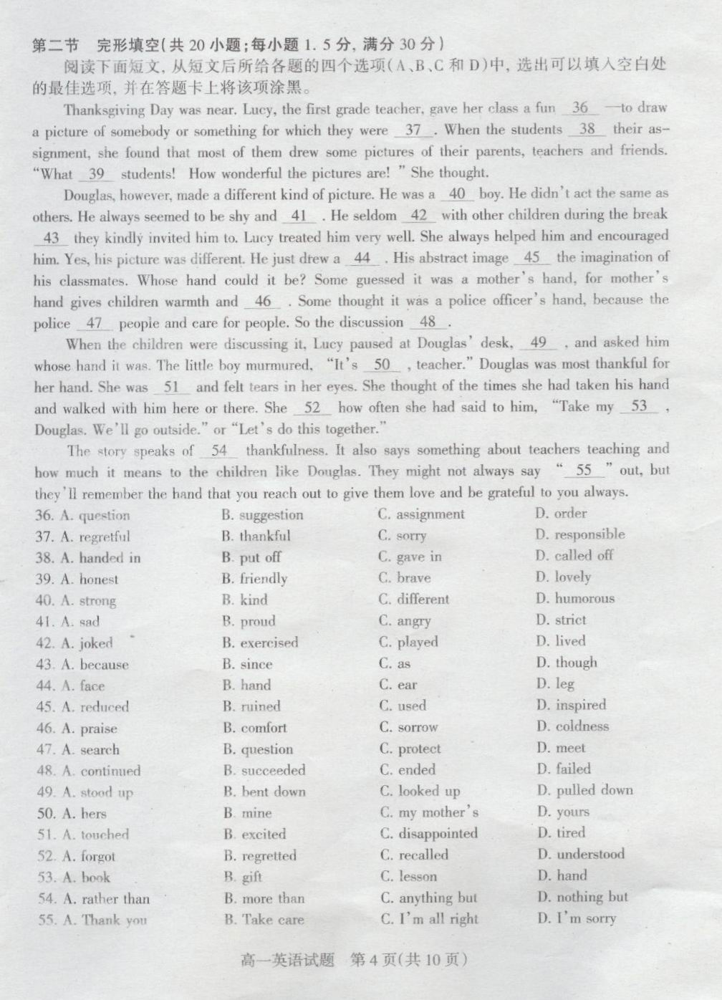 第二节 完形填空(共 20 小题;每小题 1. 5 分, 满分 30 分)
阅读下面短文, 从短文后所给各题的四个选项(A、B、C 和 D)中, 选出可以填入空白处
的最佳选项, 并在答题卡上将该项涂黑。
Thanksgiving Day was near. Lucy, the first grade teacher, gave her class a fun 36 —to draw
a picture of somebody or something for which they were 37 . When the students 38 their as-
signment, she found that most of them drew some pictures of their parents, teachers and friends.
“What 39 students! How wonderful the pictures are! ” She thought.
Douglas, however, made a different kind of picture. He was a 40 boy. He didn't act the same as
others. He always seemed to be shy and 41 . He seldom 42 with other children during the break
43 they kindly invited him to. Lucy treated him very well. She always helped him and encouraged
him. Yes, his picture was different. He just drew a 44 . His abstract image 45 the imagination of
his classmates. Whose hand could it be? Some guessed it was a mother's hand, for mother's
hand gives children warmth and 46 . Some thought it was a police officer's hand, because the
police 47 people and care for people. So the discussion 48 .
When the children were discussing it, Lucy paused at Douglas' desk, 49 , and asked him
whose hand it was. The little boy murmured, “It's 50 , teacher.” Douglas was most thankful for
her hand. She was 51 and felt tears in her eyes. She thought of the times she had taken his hand
and walked with him here or there. She 52 how often she had said to him, “Take my 53 ,
Douglas. We'll go outside.” or “Let's do this together.”
The story speaks of 54 thankfulness. It also says something about teachers teaching and
how much it means to the children like Douglas. They might not always say “ 55 ” out, but
they'll remember the hand that you reach out to give them love and be grateful to you always.
36. A. question B. suggestion C. assignment D. order
37. A. regretful B. thankful C. sorry D. responsible
38. A. handed in B. put off C. gave in D. called off
39. A. honest B. friendly C. brave D. lovely
40. A. strong B. kind C. different D. humorous
41. A. sad B. proud C. angry D. strict
42. A. joked B. exercised C. played D. lived
43. A. because B. since C. as D. though
44. A. face B. hand C. ear D. leg
45. A. reduced B. ruined C. used D. inspired
46. A. praise B. comfort C. sorrow D. coldness
47. A. search B. question C. protect D. meet
48. A. continued B. succeeded C. ended D. failed
49. A. stood up B. bent down C. looked up D. pulled down
50. A. hers B. mine C. my mother's D. yours
51. A. touched B. excited C. disappointed D. tired
52. A. forgot B. regretted C. recalled D. understood
53. A. book B. gift C. lesson D. hand
54. A. rather than B. more than C. anything but D. nothing but
55. A. Thank you B. Take care C. I'm all right D. I'm sorry
高一英语试题 第 4 页(共 10 页)